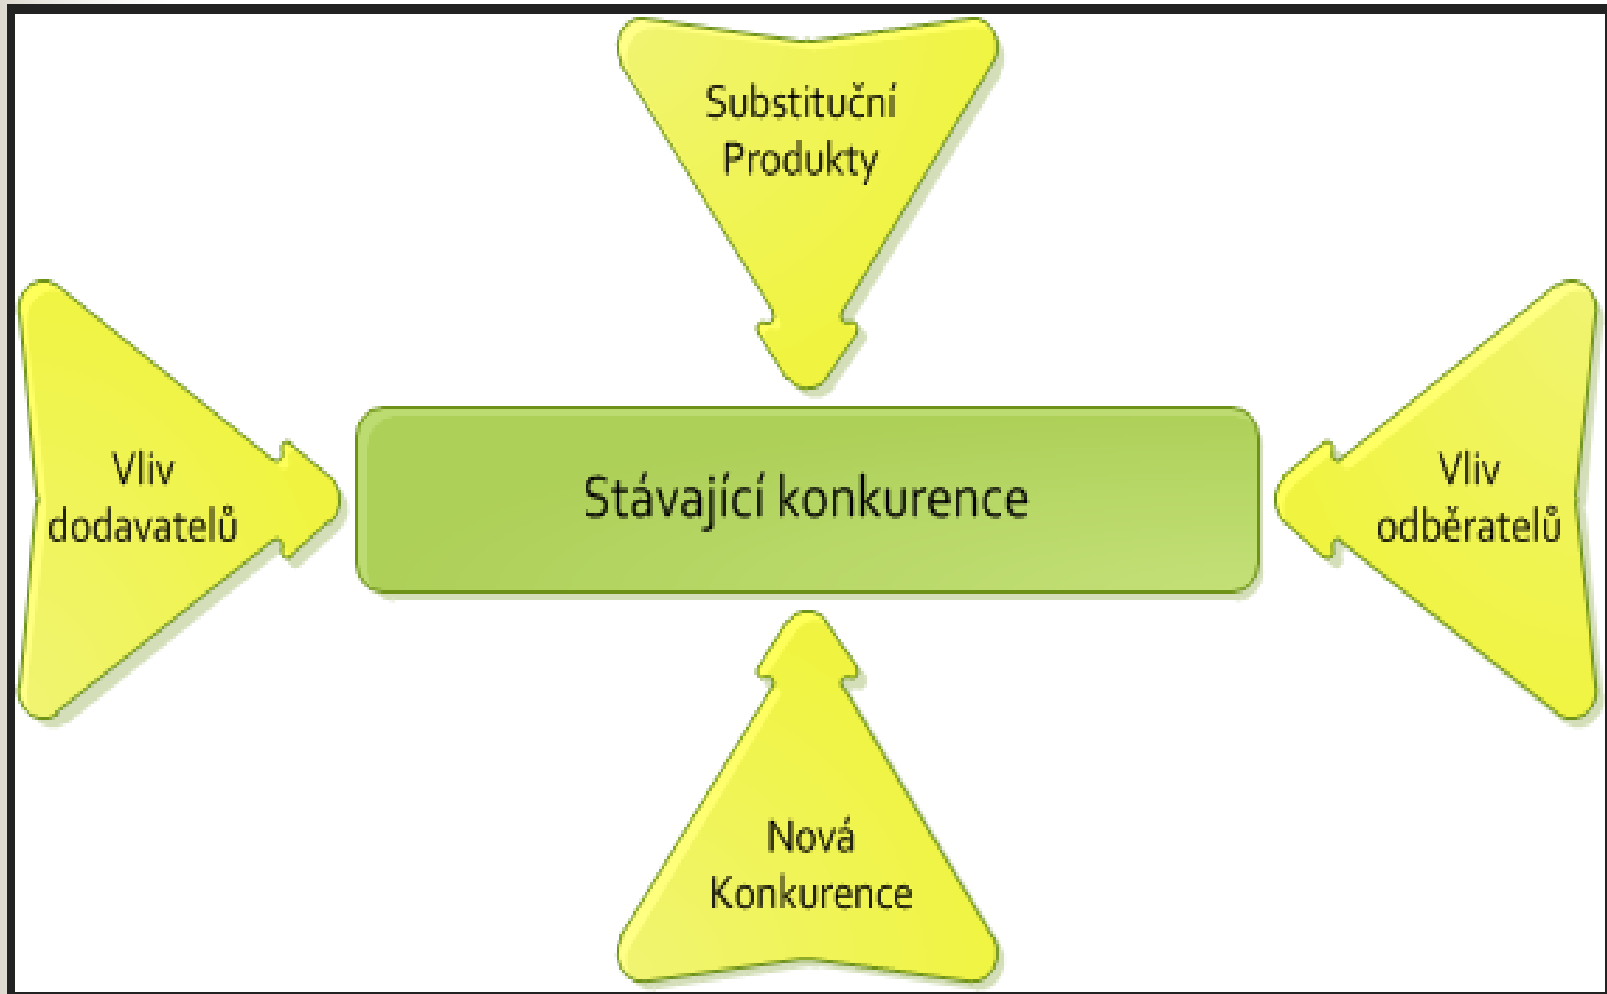 Substituční
Produkty
Vliv
dodavatelů
Stávající konkurence
Vliv
odběratelů
Nová
Konkurence